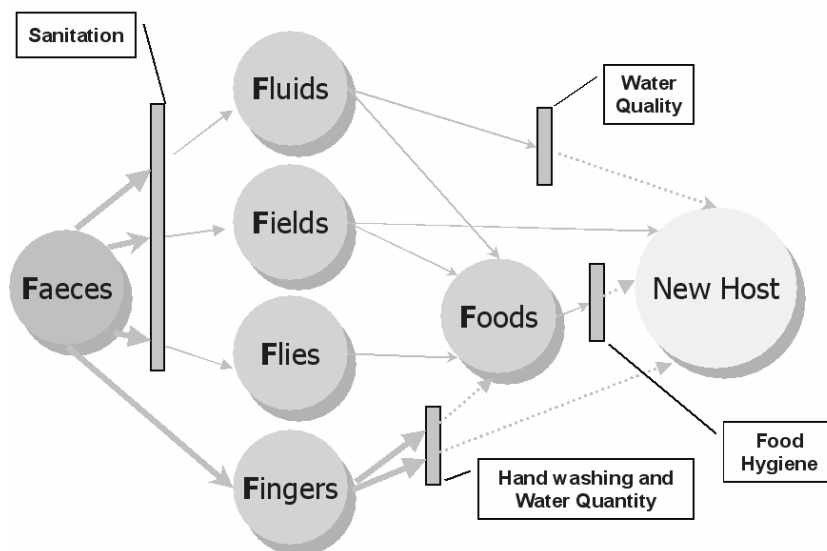 Sanitation
Fluids
Water
Quality
Fields
Faeces
Foods
New Host
Flies
Food
Hygiene
Fingers
Hand washing and
Water Quantity